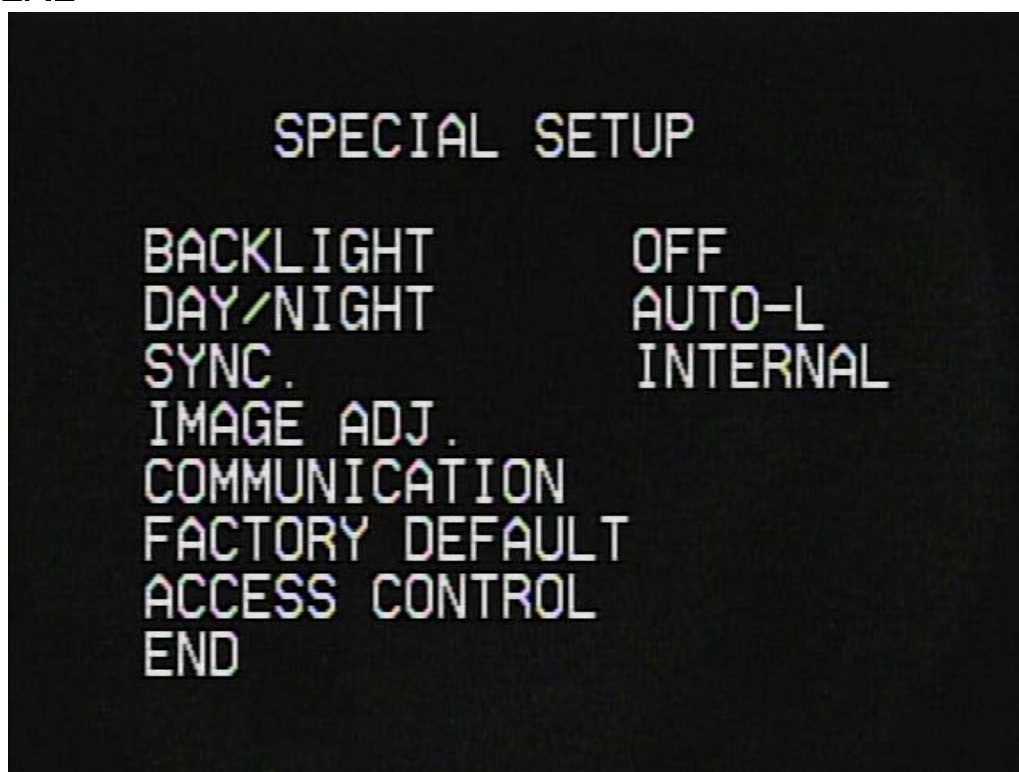 SPECIAL SETUP
BACKLIGHT OFF
DAY/NIGHT AUTO-L
SYNC. INTERNAL
IMAGE ADJ.
COMMUNICATION
FACTORY DEFAULT
ACCESS CONTROL
END